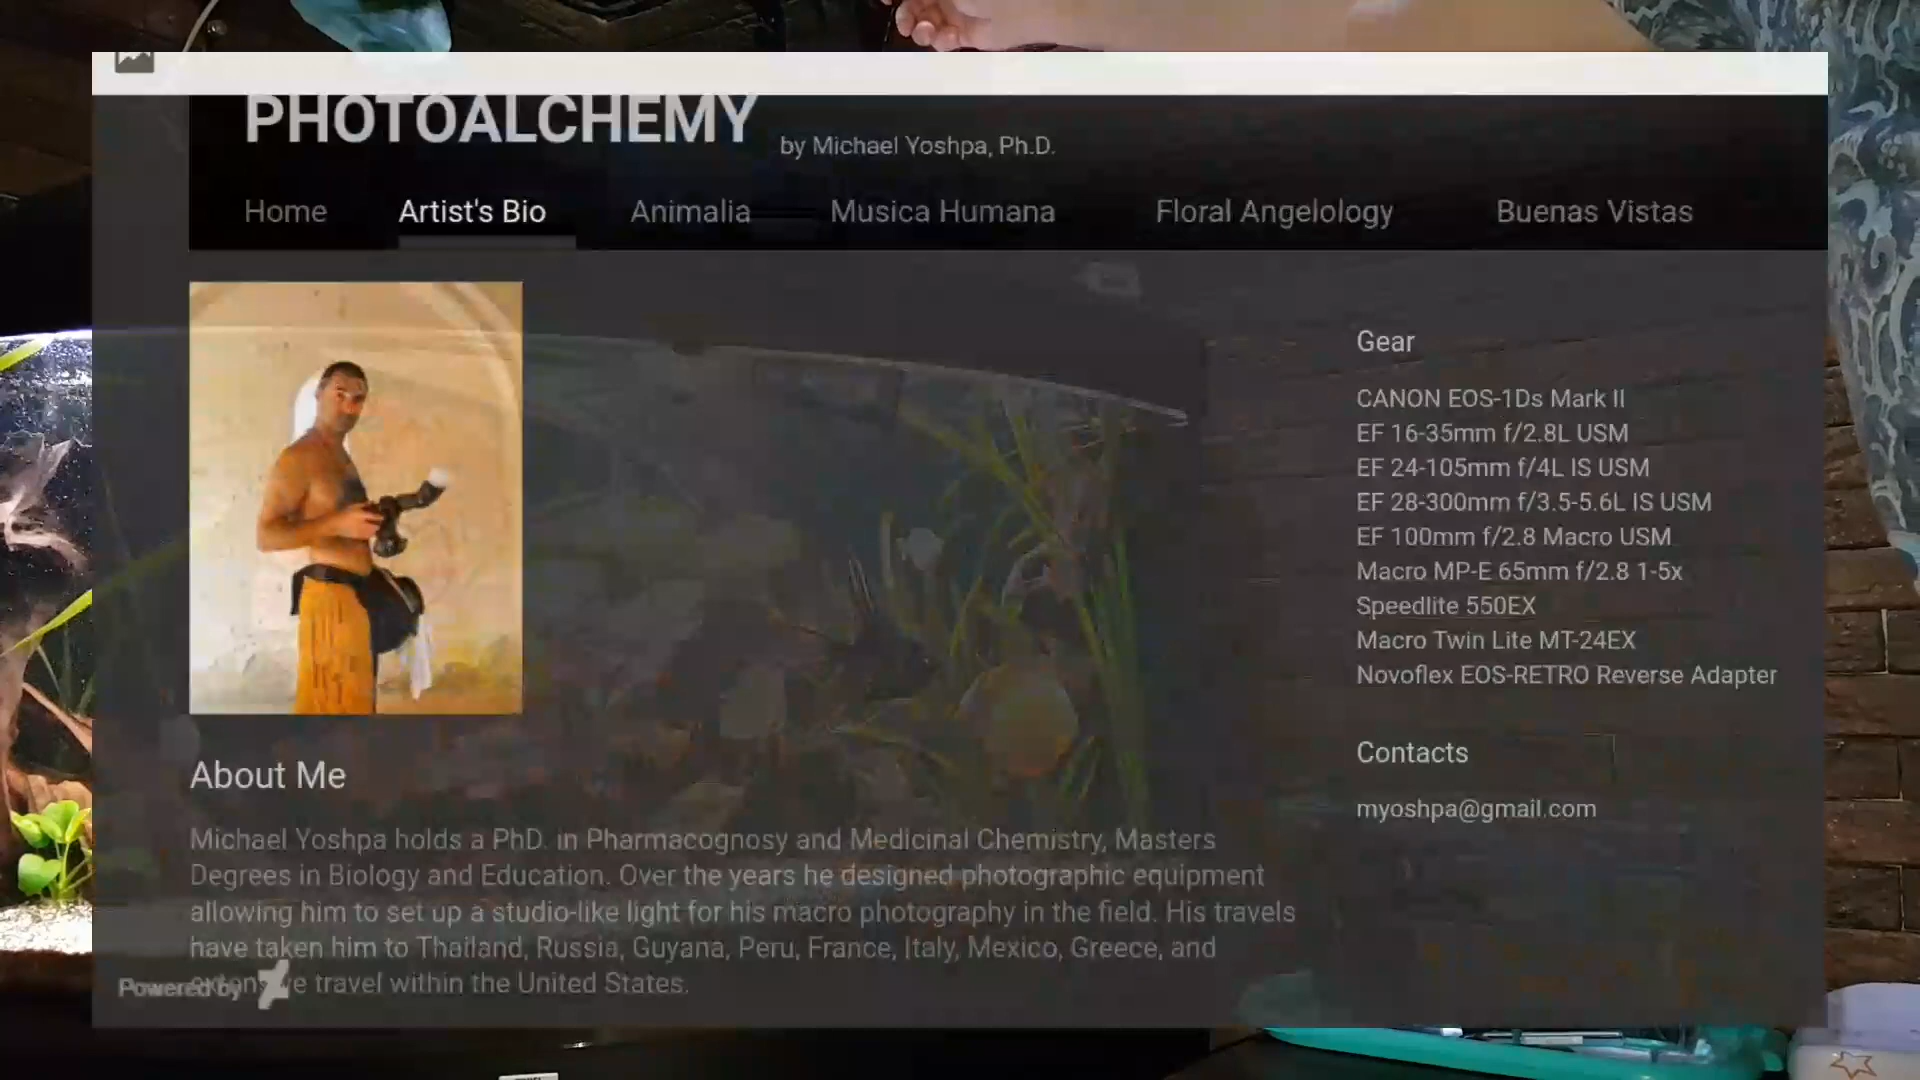 PHOTOALCHEMY
by Michael Yoshpa, Ph.D.
Home Artist's Bio Animalia Musica Humana Floral Angelology Buenas Vistas
About Me
Michael Yoshpa holds a PhD. in Pharmacognosy and Medicinal Chemistry, Masters
Degrees in Biology and Education. Over the years he designed photographic equipment
allowing him to set up a studio-like light for his macro photography in the field. His travels
have taken him to Thailand, Russia, Guyana, Peru, France, Italy, Mexico, Greece, and
extensive travel within the United States.
Powered by
Gear
CANON EOS-1Ds Mark II
EF 16-35mm f/2.8L USM
EF 24-105mm f/4L IS USM
EF 28-300mm f/3.5-5.6L IS USM
EF 100mm f/2.8 Macro USM
Macro MP-E 65mm f/2.8 1-5x
Speedlite 550EX
Macro Twin Lite MT-24EX
Novoflex EOS-RETRO Reverse Adapter
Contacts
myoshpa@gmail.com